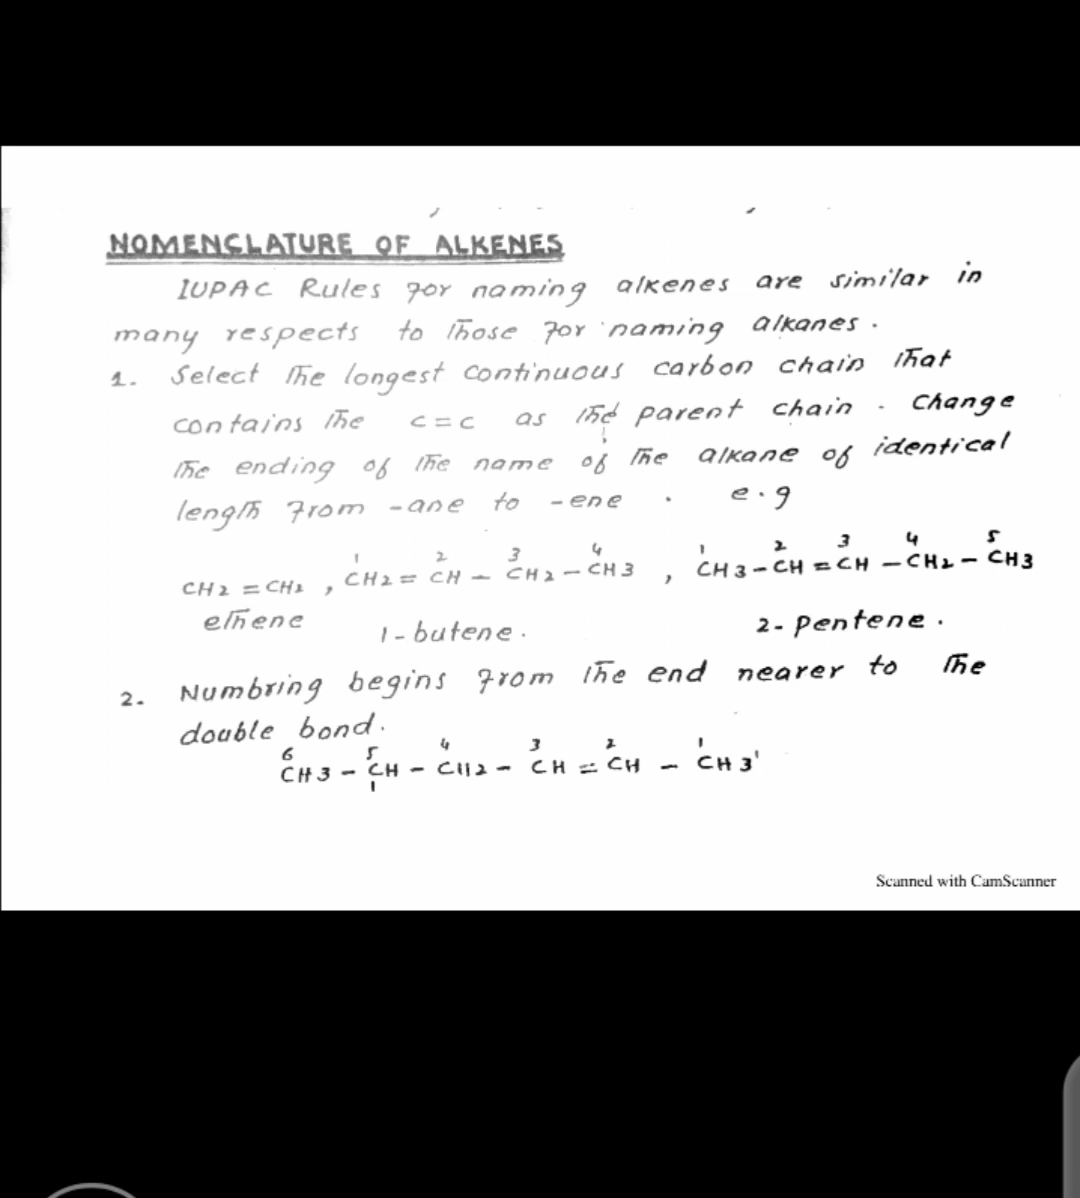 NOMENCLATURE OF ALKENES
IUPAC Rules for naming alkenes are similar in
many respects to those for naming alkanes.
1. Select the longest continuous carbon chain that
contains the C=C as the parent chain. Change
the ending of the name of the alkane of identical
length from -ane to -ene. e.g
1 2 3 4 1 2 3 4 5
CH2 = CH2 , CH2 = CH - CH2 - CH3 , CH3 - CH = CH - CH2 - CH3
ethene 1-butene. 2-pentene.
2. Numbring begins from the end nearer to the
double bond.
6 5 4 3 2 1
CH3 - CH - CH2 - CH = CH - CH3
Scanned with CamScanner